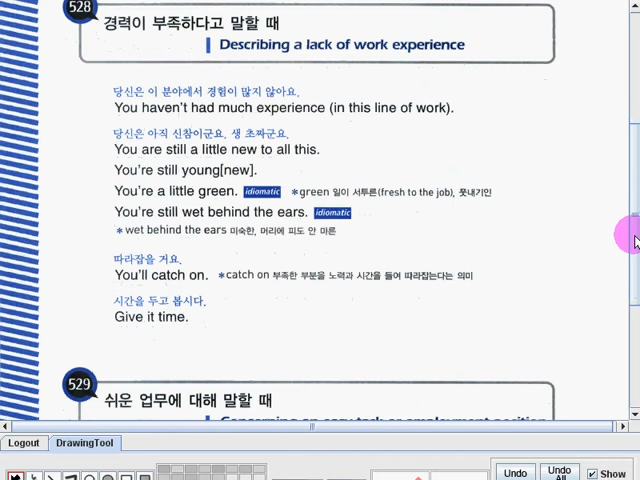 528
경력이 부족하다고 말할 때
Describing a lack of work experience
당신은 이 분야에서 경험이 많지 않아요.
You haven't had much experience (in this line of work).
당신은 아직 신참이군요. 생 초짜군요.
You are still a little new to all this.
You're still young[new].
You're a little green. idiomatic *green 일이 서투른(fresh to the job), 풋내기인
You're still wet behind the ears. idiomatic
*wet behind the ears 미숙한, 머리에 피도 안 마른
따라잡을 거요.
You'll catch on. *catch on 부족한 부분을 노력과 시간을 들여 따라잡는다는 의미
시간을 두고 봅시다.
Give it time.
529
쉬운 업무에 대해 말할 때
Concerning an easy task or employment position
Logout DrawingTool
Undo Undo All Show